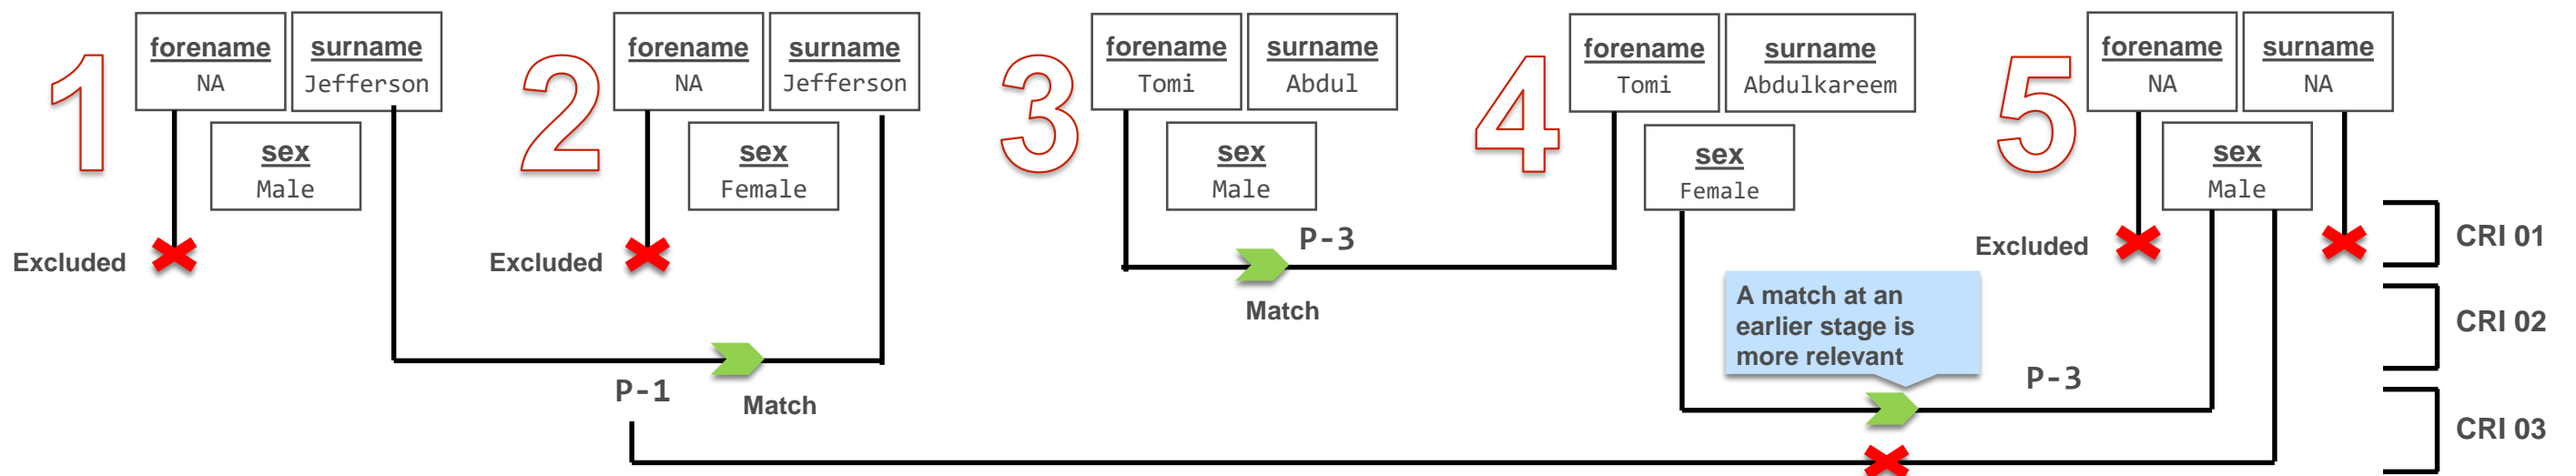 1
forename
NA
surname
Jefferson
sex
Male
Excluded
2
forename
NA
surname
Jefferson
sex
Female
Excluded
P-1
Match
3
forename
Tomi
surname
Abdul
sex
Male
P-3
Match
4
forename
Tomi
surname
Abdulkareem
sex
Female
A match at an
earlier stage is
more relevant
P-3
5
forename
NA
surname
NA
sex
Male
Excluded
CRI 01
CRI 02
CRI 03